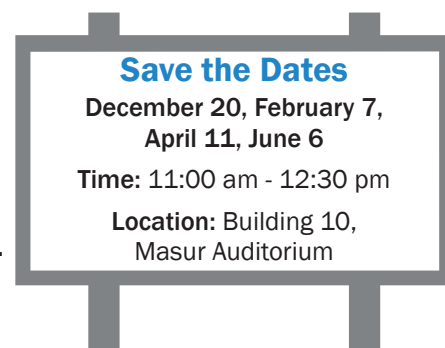 Save the Dates
December 20, February 7,
April 11, June 6
Time: 11:00 am - 12:30 pm
Location: Building 10,
Masur Auditorium